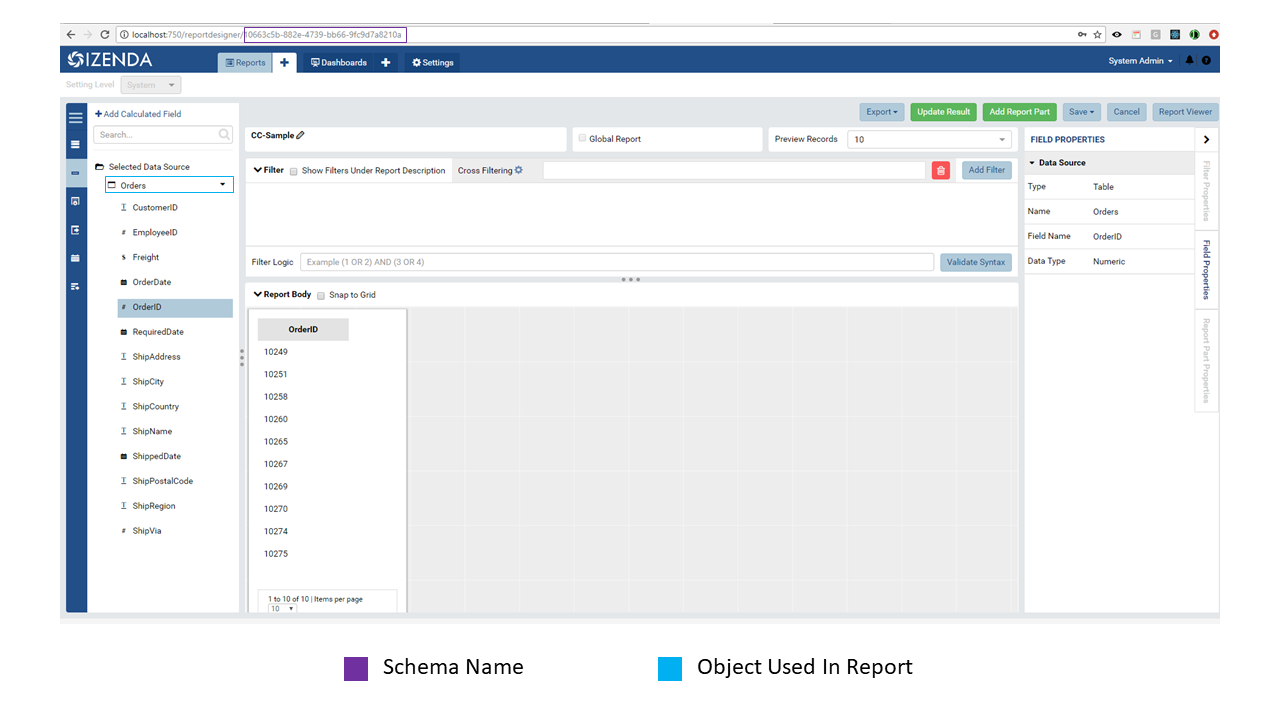 localhost:750/reportdesigner/10663c5b-882e-4739-bb66-9fc9d7a8210a
IZENDA
Reports
Dashboards
Settings
System Admin
Setting Level
System
Add Calculated Field
Search...
Selected Data Source
Orders
CustomerID
EmployeeID
Freight
OrderDate
OrderID
RequiredDate
ShipAddress
ShipCity
ShipCountry
ShipName
ShippedDate
ShipPostalCode
ShipRegion
ShipVia
Export
Update Result
Add Report Part
Save
Cancel
Report Viewer
CC-Sample
Global Report
Preview Records
10
Filter
Show Filters Under Report Description
Cross Filtering
Add Filter
Filter Logic
Example (1 OR 2) AND (3 OR 4)
Validate Syntax
Report Body
Snap to Grid
OrderID
10249
10251
10258
10260
10265
10267
10269
10270
10274
10275
1 to 10 of 10 | Items per page
10
FIELD PROPERTIES
Data Source
Type Table
Name Orders
Field Name OrderID
Data Type Numeric
Filter Properties
Field Properties
Report Part Properties
Schema Name
Object Used In Report